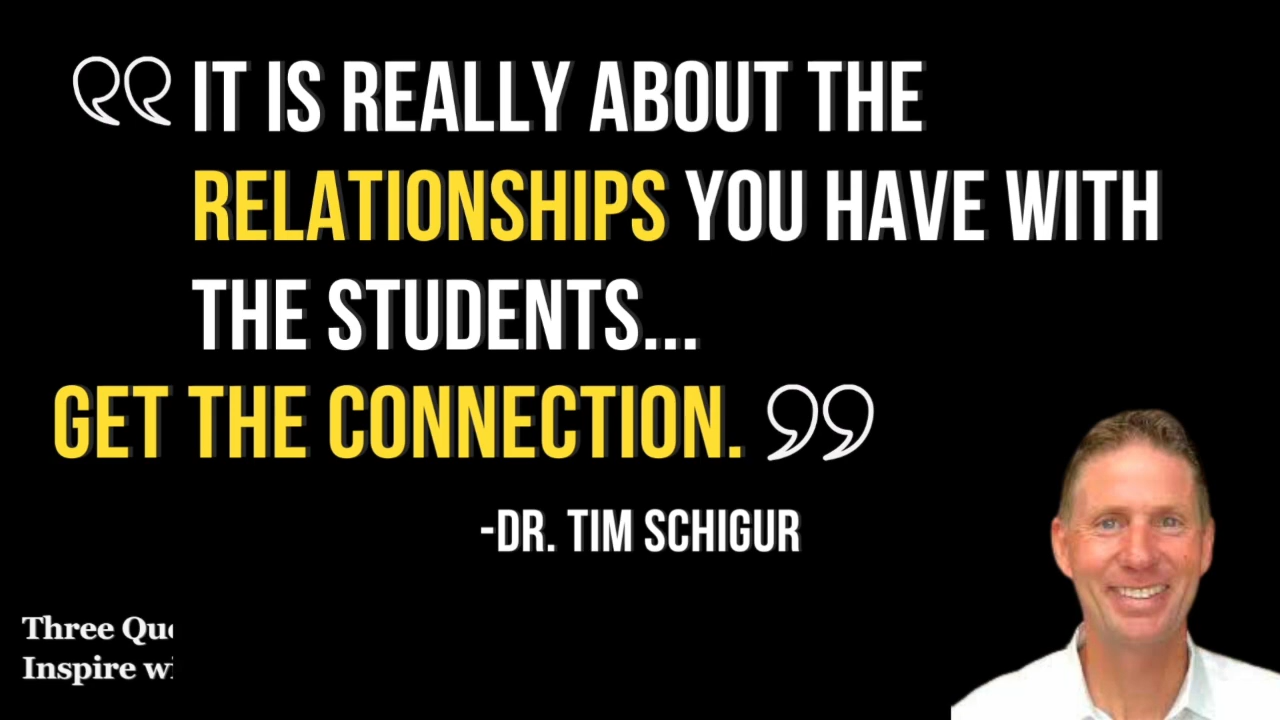 “ IT IS REALLY ABOUT THE
RELATIONSHIPS YOU HAVE WITH
THE STUDENTS...
GET THE CONNECTION. ”
-DR. TIM SCHIGUR
Three
Inspire